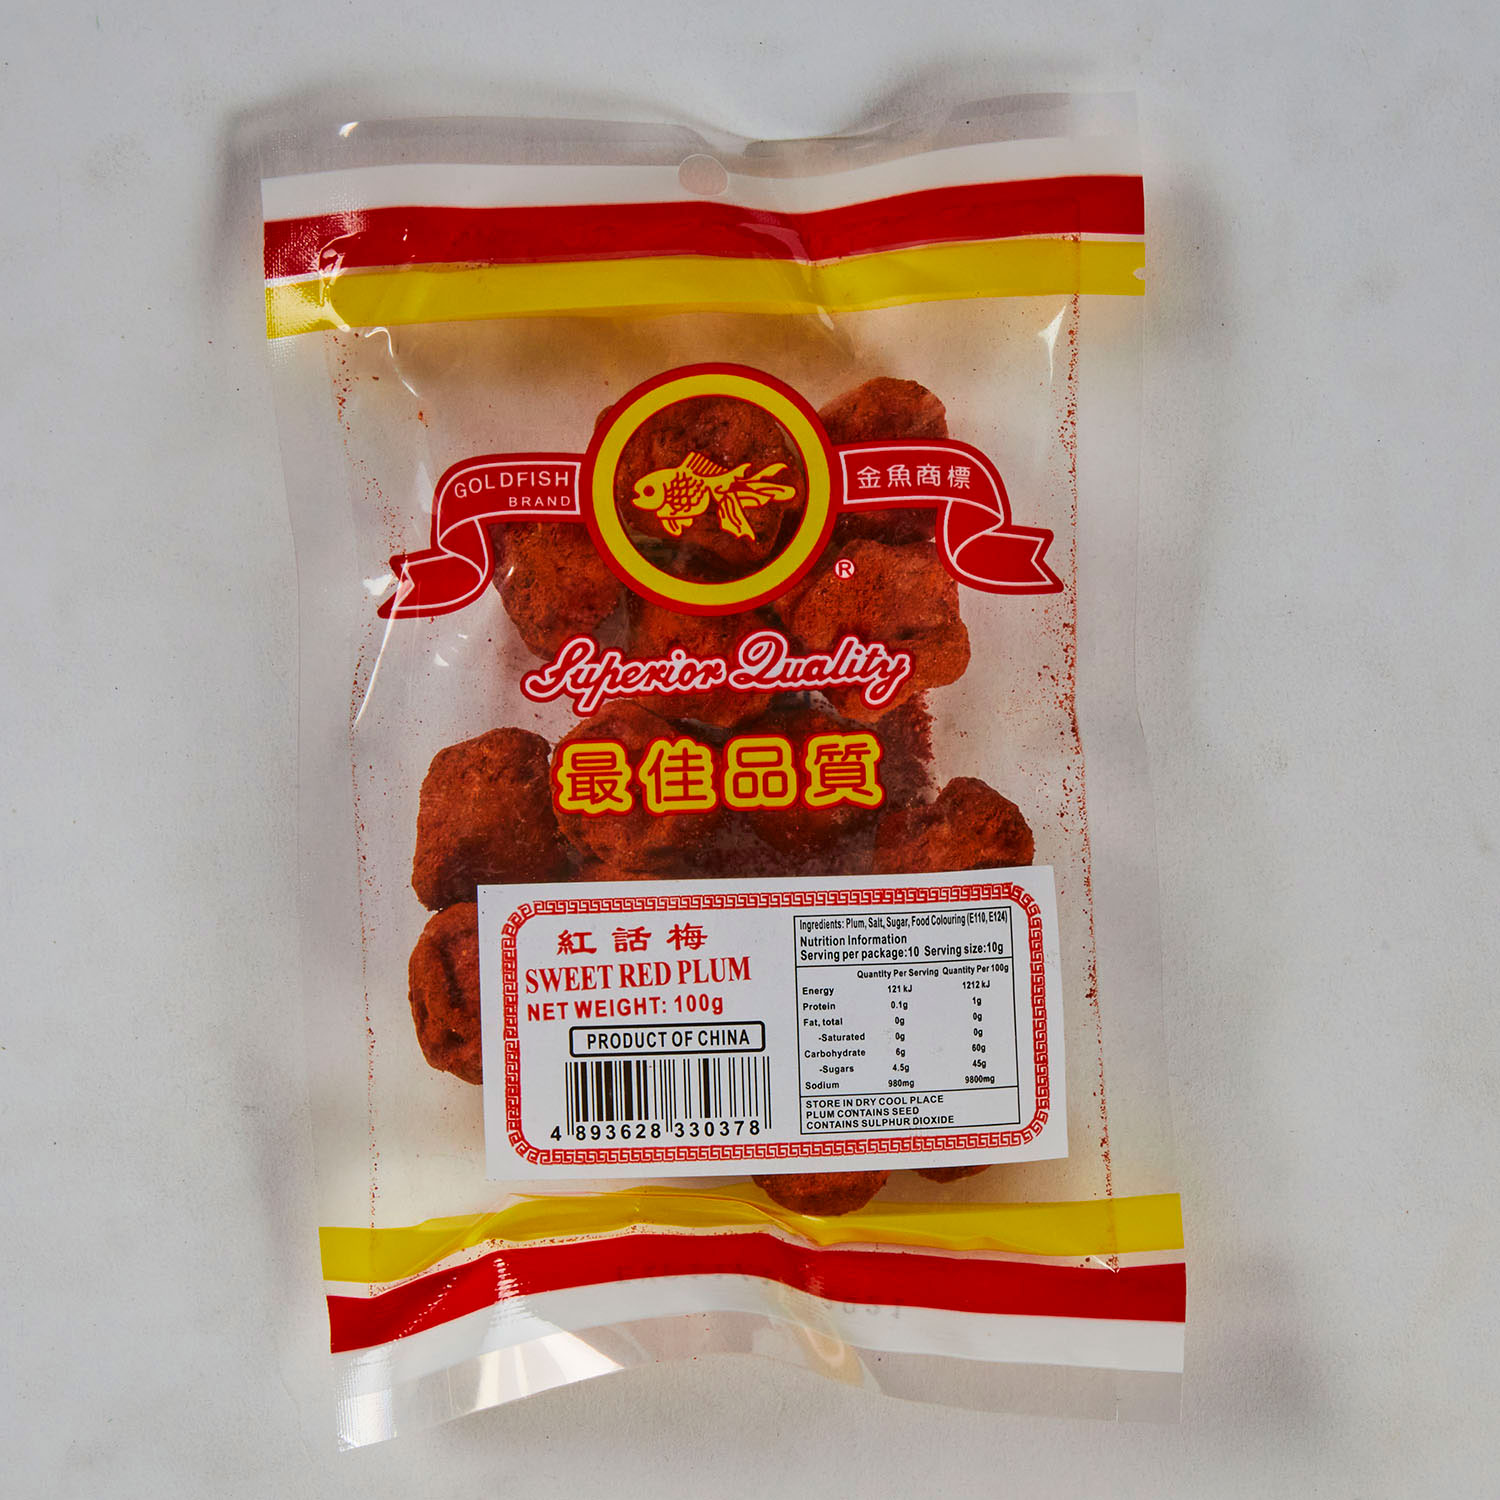 GOLDFISH
BRAND
金魚商標
®
Superior Quality
最佳品質
紅話梅
SWEET RED PLUM
NET WEIGHT: 100g
PRODUCT OF CHINA
4 893628 330378
Ingredients: Plum, Salt, Sugar, Food Colouring (E110, E124)
Nutrition Information
Serving per package:10 Serving size:10g
Quantity Per Serving Quantity Per 100g
Energy 121 kJ 1212 kJ
Protein 0.1g 1g
Fat, total 0g 0g
-Saturated 0g 0g
Carbohydrate 6g 60g
-Sugars 4.5g 45g
Sodium 980mg 9800mg
STORE IN DRY COOL PLACE
PLUM CONTAINS SEED
CONTAINS SULPHUR DIOXIDE